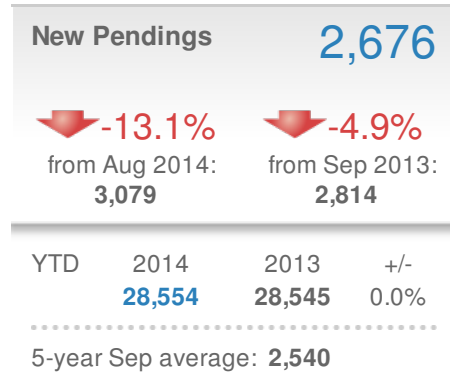 New Pendings 2,676
-13.1% -4.9%
from Aug 2014: from Sep 2013:
3,079 2,814
YTD 2014 2013 +/-
28,554 28,545 0.0%
5-year Sep average: 2,540